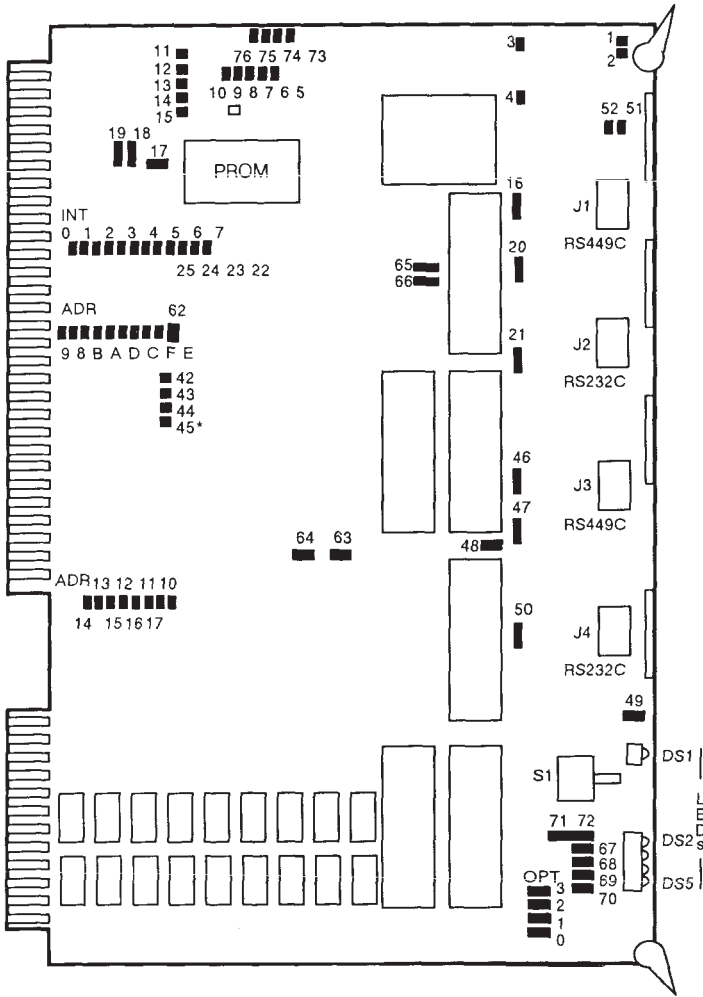 11
12
13
14
15
76 75 74 73
10 9 8 7 6 5
3
4
1
2
52 51
19 18
17
PROM
16
J1
RS449C
INT
0 1 2 3 4 5 6 7
25 24 23 22
20
65
66
ADR
62
9 8 B A D C F E
21
J2
RS232C
42
43
44
45*
46
J3
47
RS449C
64 63
48
ADR 13 12 11 10
14 15 16 17
50
J4
RS232C
49
S1
DS1
LEDS
71 72
DS2
67
68
69
70
DS5
OPT
3
2
1
0